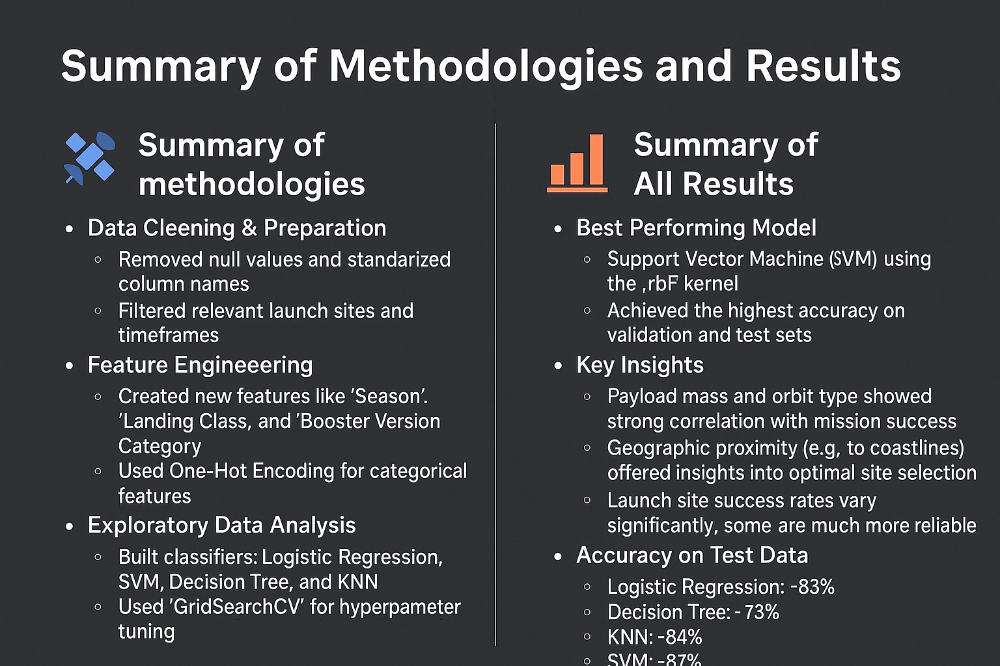 Summary of Methodologies and Results
Summary of
methodologies
• Data Cleening & Preparation
◦ Removed null values and standarized
column names
◦ Filtered relevant launch sites and
timeframes
• Feature Engineeering
◦ Created new features like ’Season’.
’Landing Class, and ’Booster Version
Category
◦ Used One-Hot Encoding for categorical
features
• Exploratory Data Analysis
◦ Built classifiers: Logistic Regression,
SVM, Decision Tree, and KNN
◦ Used ’GridSearchCV’ for hyperpameter
tuning
Summary of
All Results
• Best Performing Model
◦ Support Vector Machine (SVM) using
the ‚rbF kernel
◦ Achieved the highest accuracy on
validation and test sets
• Key Insights
◦ Payload mass and orbit type showed
strong correlation with mission success
◦ Geographic proximity (e.g, to coastlines)
offered insights into optimal site selection
◦ Launch site success rates vary
significantly, some are much more reliable
• Accuracy on Test Data
◦ Logistic Regression: -83%
◦ Decision Tree: - 73%
◦ KNN: -84%
◦ SVM: -87%